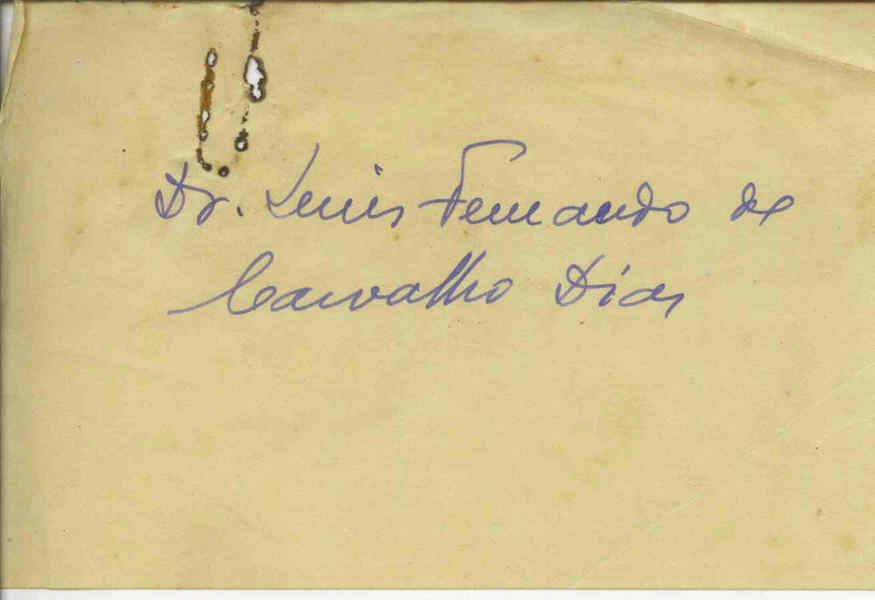 Dr. Luis Fernando de
Carvalho Dias